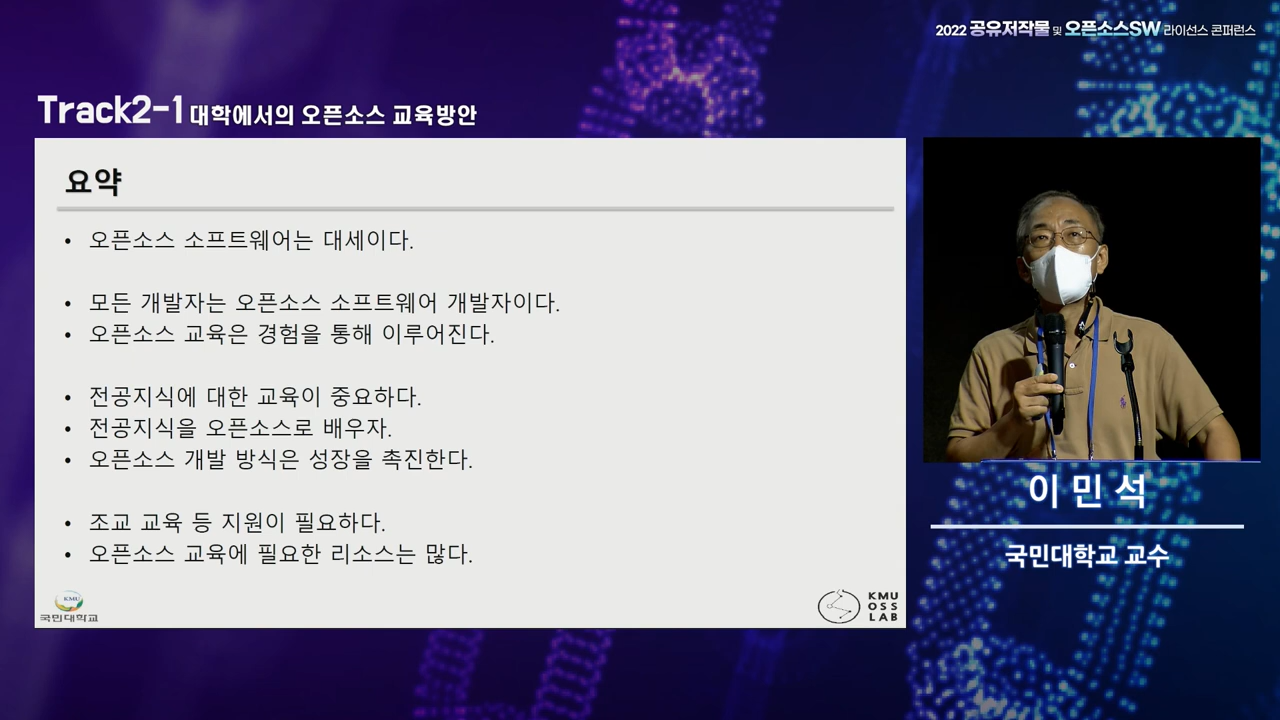 2022 공유저작물 및 오픈소스SW 라이선스 콘퍼런스
Track2-1 대학에서의 오픈소스 교육방안
요약
• 오픈소스 소프트웨어는 대세이다.
• 모든 개발자는 오픈소스 소프트웨어 개발자이다.
• 오픈소스 교육은 경험을 통해 이루어진다.
• 전공지식에 대한 교육이 중요하다.
• 전공지식을 오픈소스로 배우자.
• 오픈소스 개발 방식은 성장을 촉진한다.
• 조교 교육 등 지원이 필요하다.
• 오픈소스 교육에 필요한 리소스는 많다.
KMU
국민대학교
KMU
OSS
LAB
이민석
국민대학교 교수